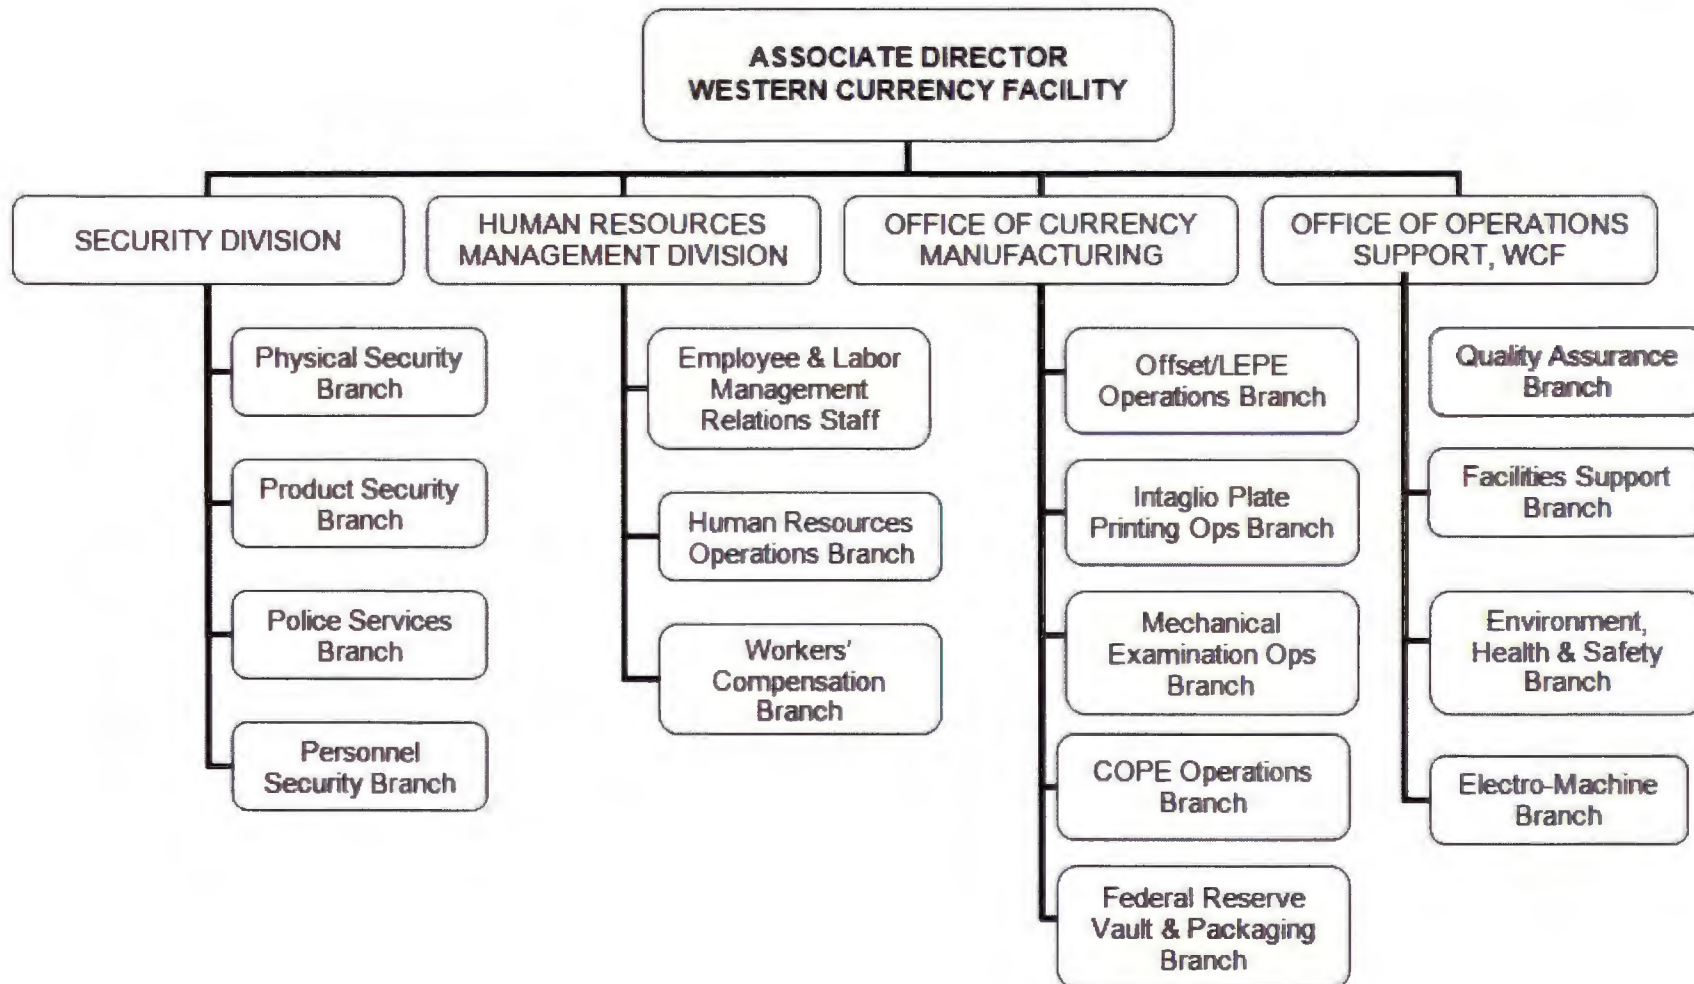 ASSOCIATE DIRECTOR
WESTERN CURRENCY FACILITY
SECURITY DIVISION
Physical Security
Branch
Product Security
Branch
Police Services
Branch
Personnel
Security Branch
HUMAN RESOURCES
MANAGEMENT DIVISION
Employee & Labor
Management
Relations Staff
Human Resources
Operations Branch
Workers'
Compensation
Branch
OFFICE OF CURRENCY
MANUFACTURING
Offset/LEPE
Operations Branch
Intaglio Plate
Printing Ops Branch
Mechanical
Examination Ops
Branch
COPE Operations
Branch
Federal Reserve
Vault & Packaging
Branch
OFFICE OF OPERATIONS
SUPPORT, WCF
Quality Assurance
Branch
Facilities Support
Branch
Environment,
Health & Safety
Branch
Electro-Machine
Branch